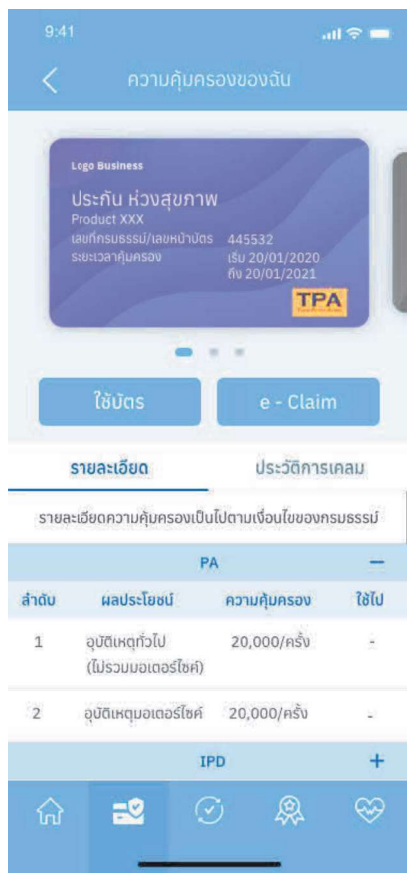 9:41
ความคุ้มครองของฉัน
Logo Business
ประกัน ห่วงสุขภาพ
Product XXX
เลขที่กรมธรรม์/เลขหน้าบัตร 445532
ระยะเวลาคุ้มครอง เริ่ม 20/01/2020
ถึง 20/01/2021
TPA
ใช้บัตร e - Claim
รายละเอียด ประวัติการเคลม
รายละเอียดความคุ้มครองเป็นไปตามเงื่อนไขของกรมธรรม์
PA −
ลำดับ ผลประโยชน์ ความคุ้มครอง ใช้ไป
1 อุบัติเหตุทั่วไป 20,000/ครั้ง -
(ไม่รวมมอเตอร์ไซค์)
2 อุบัติเหตุมอเตอร์ไซค์ 20,000/ครั้ง -
IPD +